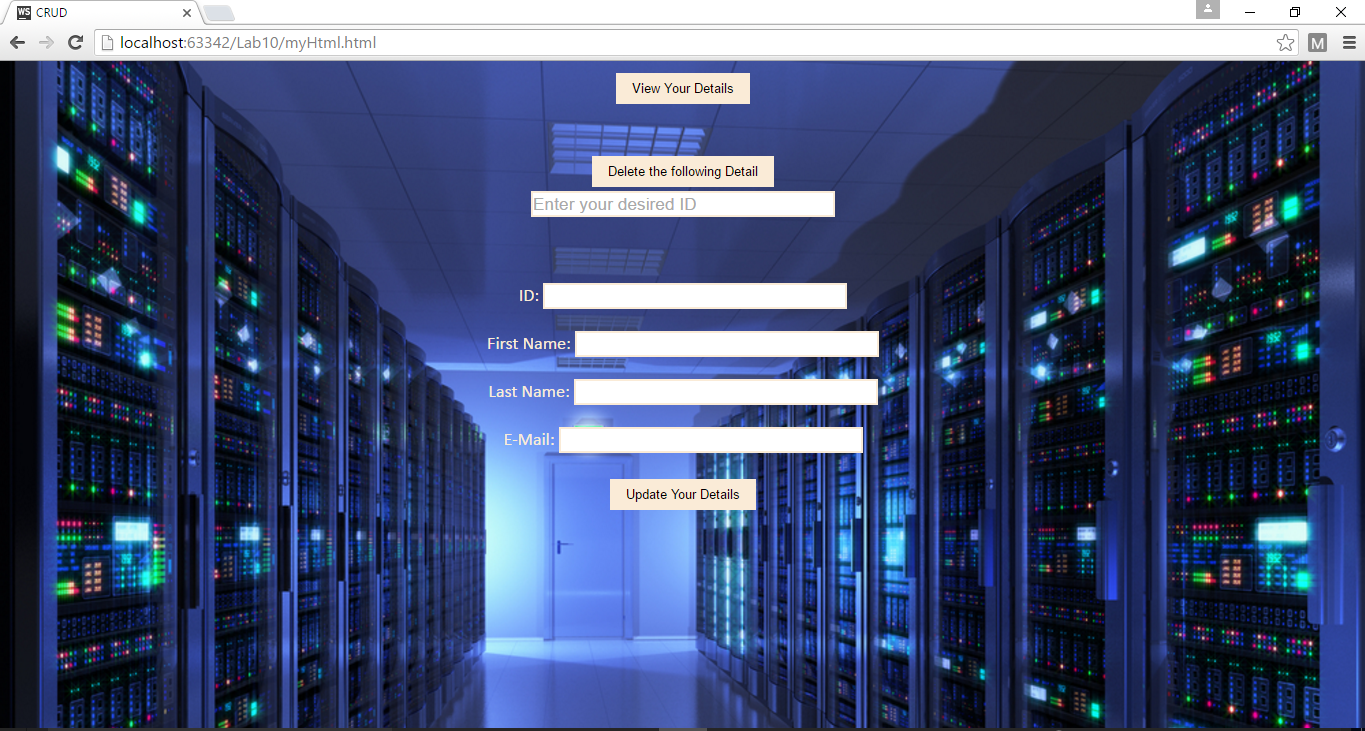 WS CRUD
localhost:63342/Lab10/myHtml.html
M
View Your Details
Delete the following Detail
Enter your desired ID
ID:
First Name:
Last Name:
E-Mail:
Update Your Details